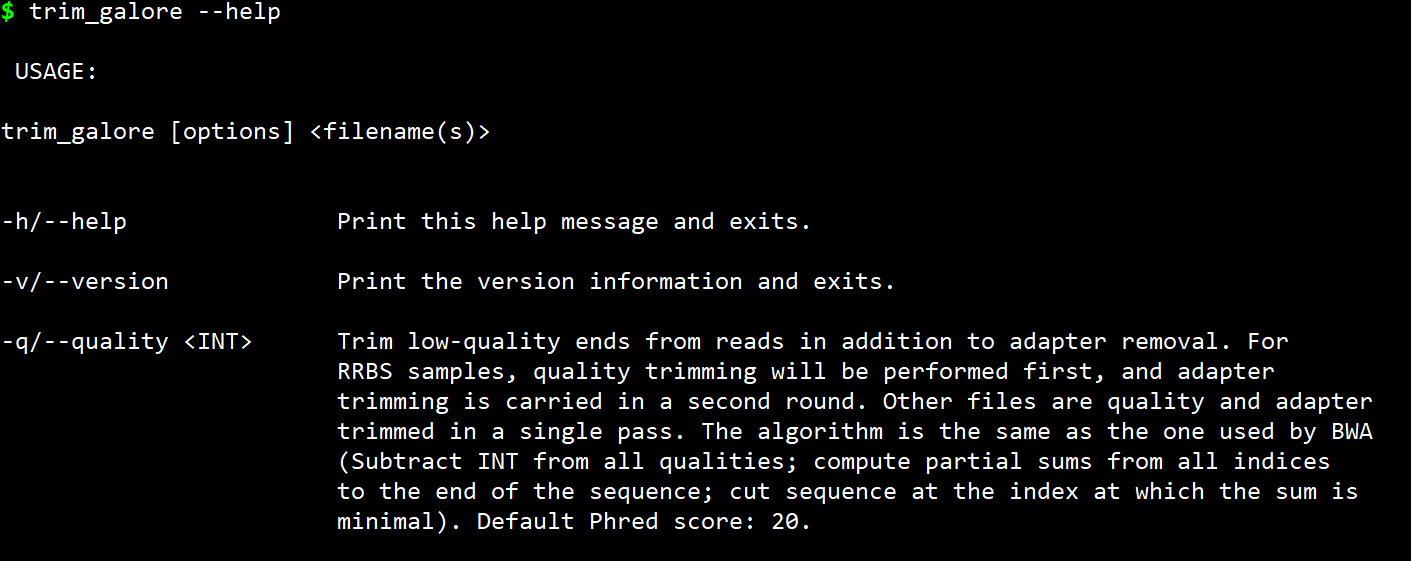 $ trim_galore --help
USAGE:
trim_galore [options] <filename(s)>
-h/--help Print this help message and exits.
-v/--version Print the version information and exits.
-q/--quality <INT> Trim low-quality ends from reads in addition to adapter removal. For
RRBS samples, quality trimming will be performed first, and adapter
trimming is carried in a second round. Other files are quality and adapter
trimmed in a single pass. The algorithm is the same as the one used by BWA
(Subtract INT from all qualities; compute partial sums from all indices
to the end of the sequence; cut sequence at the index at which the sum is
minimal). Default Phred score: 20.